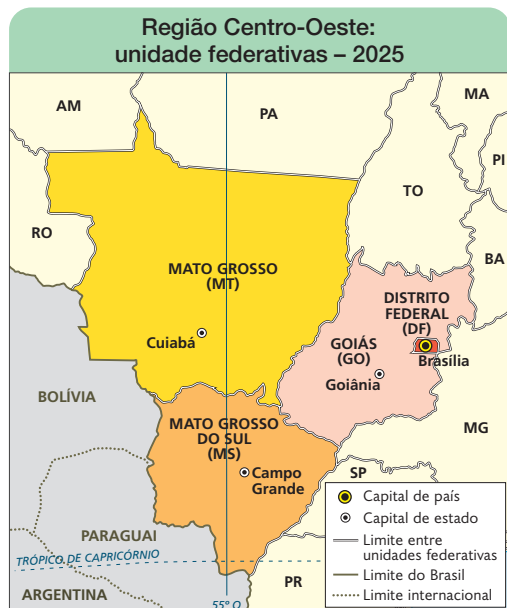 Região Centro-Oeste:
unidade federativas – 2025
AM
PA
MA
PI
TO
RO
BA
MATO GROSSO
(MT)
DISTRITO
FEDERAL
(DF)
Cuiabá
GOIÁS
(GO)
Brasília
Goiânia
BOLÍVIA
MATO GROSSO
DO SUL
(MS)
MG
Campo
Grande
SP
PARAGUAI
TRÓPICO DE CAPRICÓRNIO
ARGENTINA
PR
55° O
Capital de país
Capital de estado
Limite entre
unidades federativas
Limite do Brasil
Limite internacional